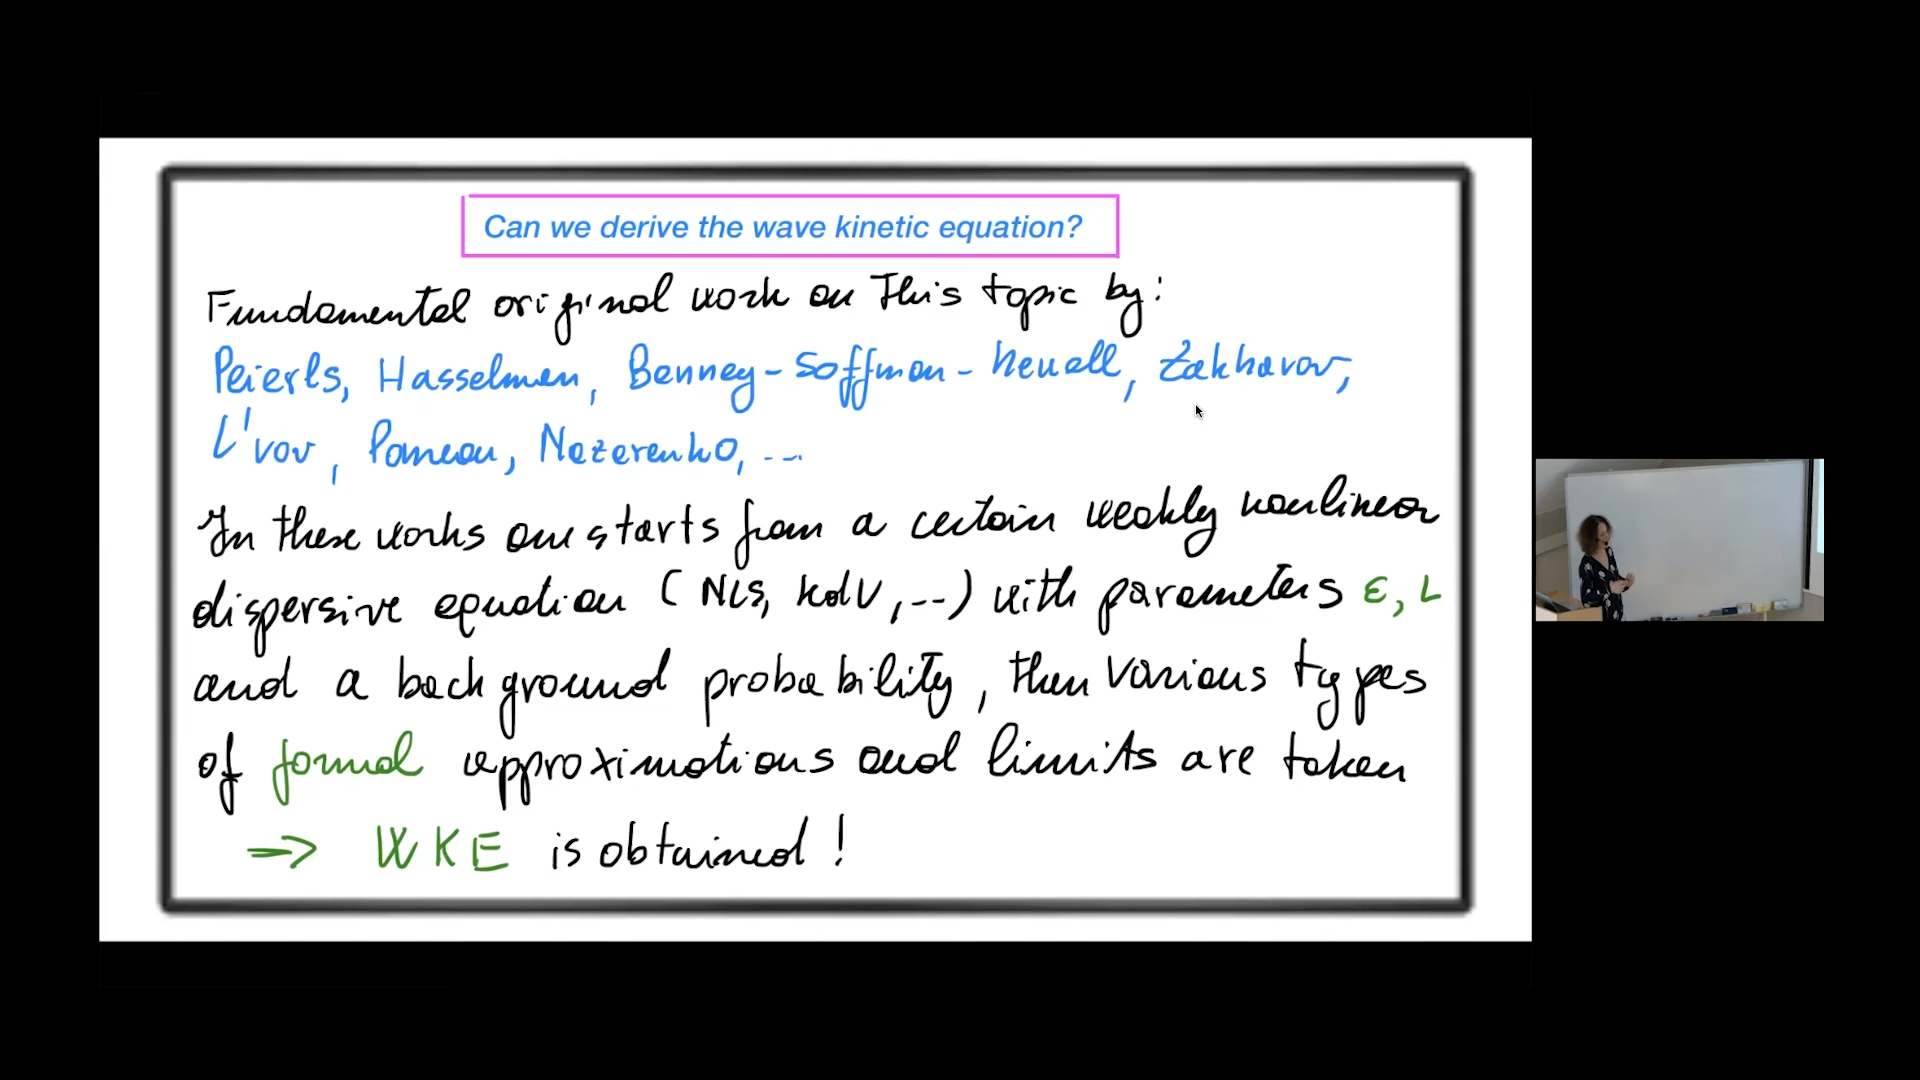 Can we derive the wave kinetic equation?
Fundamental original work on This topic by:
Peierls, Hasselman, Benney-Saffman-Newell, Zakharov,
L'vov, Pomeau, Nazarenko, ...
In these works one starts from a certain weakly nonlinear
dispersive equation (NLS, KdV, ...) with parameters ε, L
and a background probability, then various types
of formal approximations and limits are taken
=> WKE is obtained!